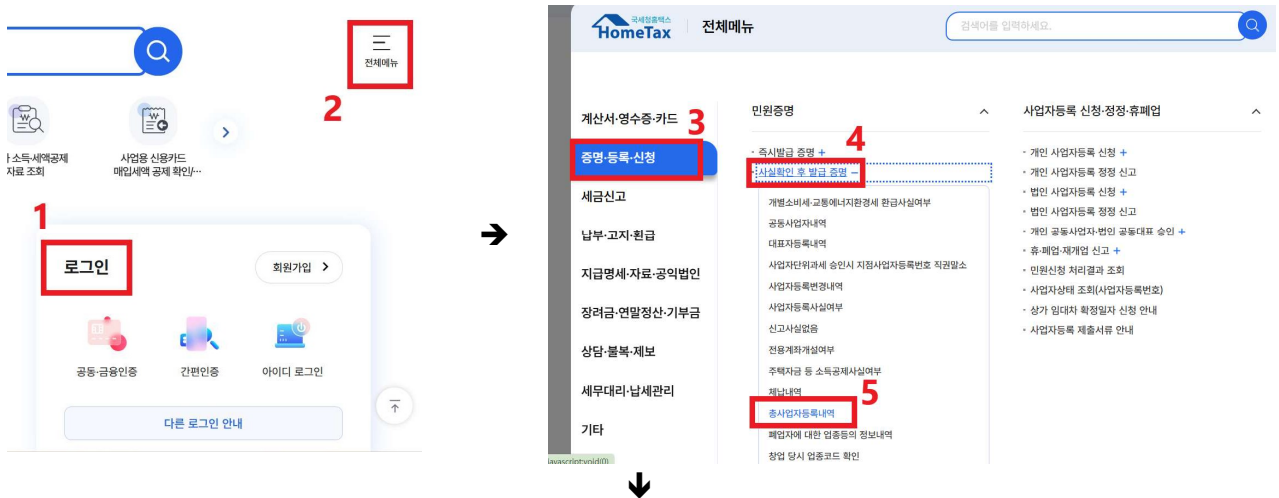 전체메뉴
2
ㅏ소득·세액공제
자료 조회
사업용 신용카드
매입세액 공제 확인/…
1
로그인
회원가입
공동·금융인증
간편인증
아이디 로그인
다른 로그인 안내
➔
국세청홈택스
HomeTax
전체메뉴
검색어를 입력하세요.
계산서·영수증·카드
3
증명·등록·신청
세금신고
납부·고지·환급
지급명세·자료·공익법인
장려금·연말정산·기부금
상담·불복·제보
세무대리·납세관리
기타
javascript:void(0)
민원증명
4
즉시발급 증명 +
사실확인 후 발급 증명 −
개별소비세·교통에너지환경세 환급사실여부
공동사업자내역
대표자등록내역
사업자단위과세 승인시 지점사업자등록번호 직권말소
사업자등록변경내역
사업자등록사실여부
신고사실없음
전용계좌개설여부
주택자금 등 소득공제사실여부
체납내역
5
총사업자등록내역
폐업자에 대한 업종등의 정보내역
창업 당시 업종코드 확인
사업자등록 신청·정정·휴폐업
개인 사업자등록 신청 +
개인 사업자등록 정정 신고
법인 사업자등록 신청 +
법인 사업자등록 정정 신고
개인 공동사업자·법인 공동대표 승인 +
휴·폐업·재개업 신고 +
민원신청 처리결과 조회
사업자상태 조회(사업자등록번호)
상가 임대차 확정일자 신청 안내
사업자등록 제출서류 안내